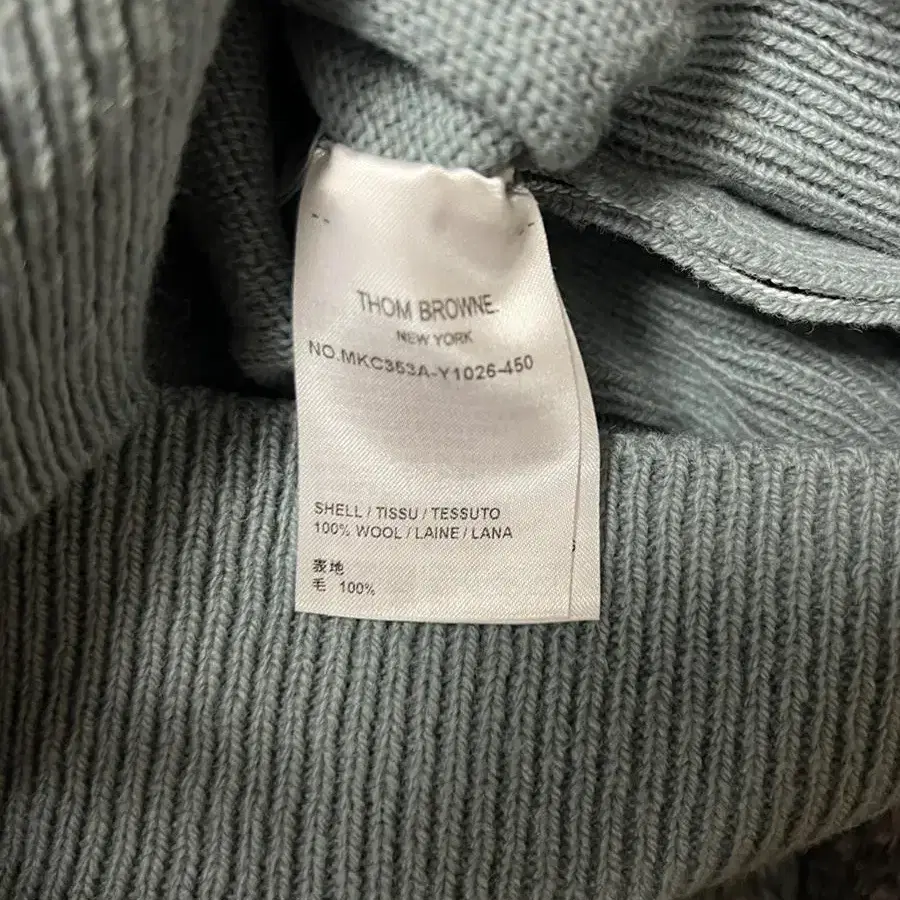 THOM BROWNE.
NEW YORK
NO.MKC353A-Y1026-450
SHELL / TISSU / TESSUTO
100% WOOL / LAINE / LANA
表地
毛 100%